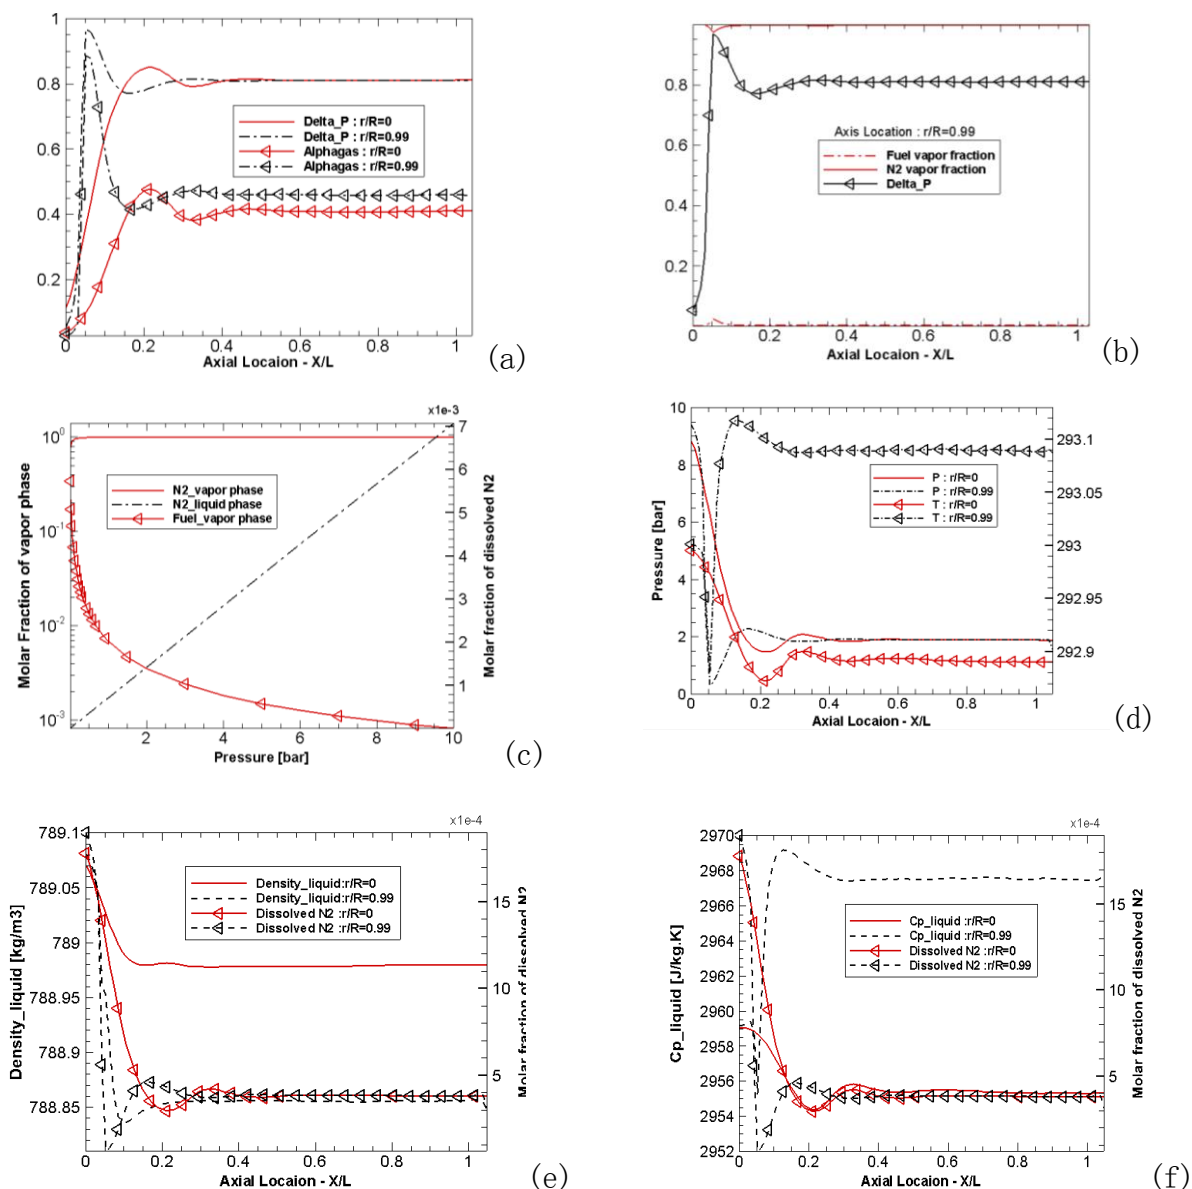 1
0.8
0.6
0.4
0.2
0 0.2 0.4 0.6 0.8 1
Axial Locaion - X/L
Delta_P : r/R=0
Delta_P : r/R=0.99
Alphagas : r/R=0
Alphagas : r/R=0.99
(a)
0.8
0.6
0.4
0.2
0 0.2 0.4 0.6 0.8 1
Axial Locaion - X/L
Axis Location : r/R=0.99
Fuel vapor fraction
N2 vapor fraction
Delta_P
(b)
x1e-3
Molar Fraction of vapor phase
10^0
10^-1
10^-2
10^-3
2 4 6 8 10
Pressure [bar]
N2_vapor phase
N2_liquid phase
Fuel_vapor phase
7
6
5
4
3
2
1
Molar fraction of dissolved N2
(c)
Pressure [bar]
10
8
6
4
2
0
0 0.2 0.4 0.6 0.8 1
Axial Locaion - X/L
P : r/R=0
P : r/R=0.99
T : r/R=0
T : r/R=0.99
293.1
293.05
293
292.95
292.9
(d)
x1e-4
Density_liquid [kg/m3]
789.1
789.05
789
788.95
788.9
788.85
0 0.2 0.4 0.6 0.8 1
Axial Locaion - X/L
Density_liquid:r/R=0
Density_liquid:r/R=0.99
Dissolved N2 :r/R=0
Dissolved N2 :r/R=0.99
15
10
5
Molar fraction of dissolved N2
(e)
x1e-4
Cp_liquid [J/kg.K]
2970
2968
2966
2964
2962
2960
2958
2956
2954
2952
0 0.2 0.4 0.6 0.8 1
Axial Locaion - X/L
Cp_liquid :r/R=0
Cp_liquid :r/R=0.99
Dissolved N2 :r/R=0
Dissolved N2 :r/R=0.99
15
10
5
Molar fraction of dissolved N2
(f)